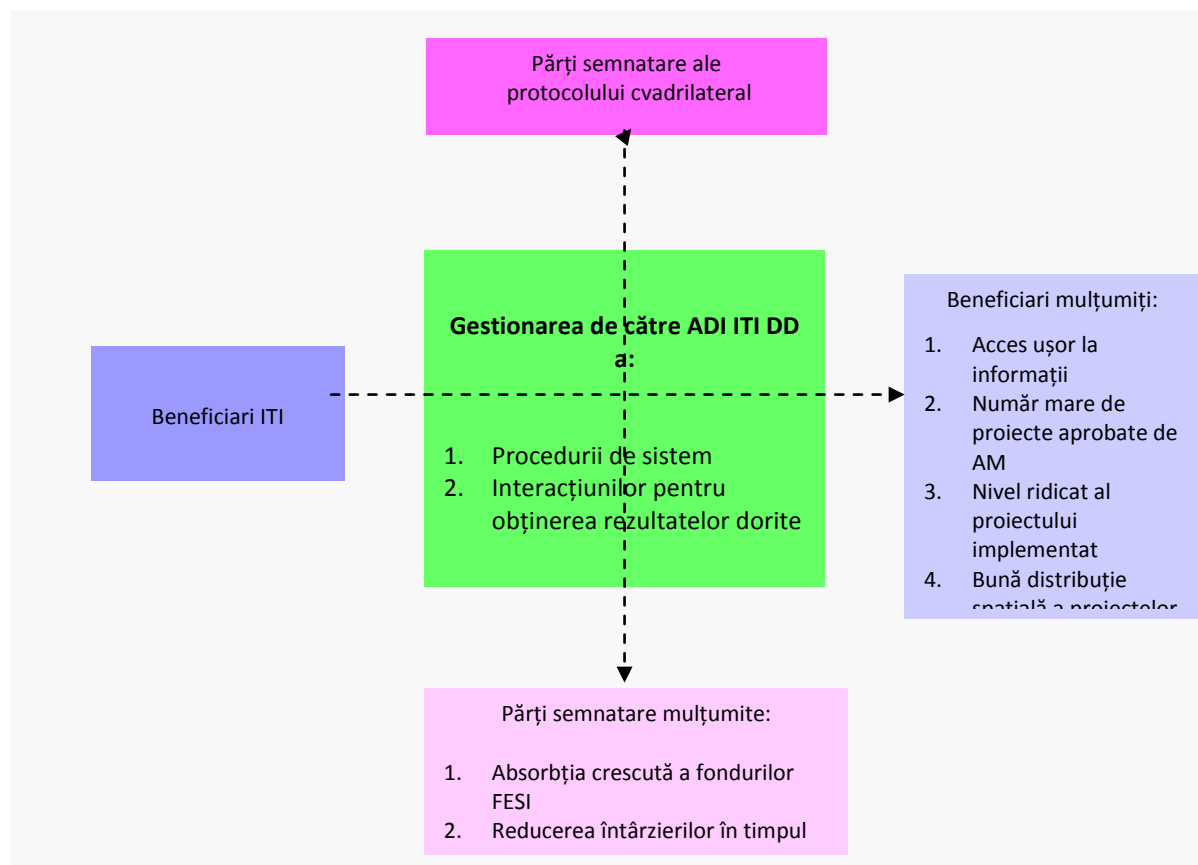 Părți semnatare ale
protocolului cvadrilateral
Gestionarea de către ADI ITI DD
a:
1. Procedurii de sistem
2. Interacțiunilor pentru
obținerea rezultatelor dorite
Beneficiari ITI
Beneficiari mulțumiți:
1. Acces ușor la
informații
2. Număr mare de
proiecte aprobate de
AM
3. Nivel ridicat al
proiectului
implementat
4. Bună distribuție
spațială a proiectelor
Părți semnatare mulțumite:
1. Absorbția crescută a fondurilor
FESI
2. Reducerea întârzierilor în timpul